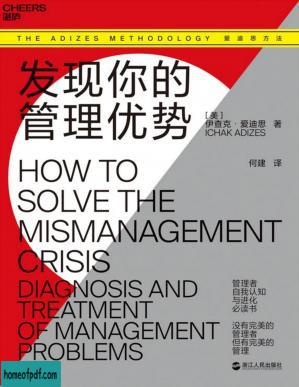 CHEERS
湛庐
THE ADIZES METHODOLOGY 爱迪思方法
发现你的
管理优势
[美]
伊查克·爱迪思 著
ICHAK ADIZES
何建 译
HOW TO
SOLVE THE
MISMANAGEMENT
CRISIS
DIAGNOSIS AND
TREATMENT
OF MANAGEMENT
PROBLEMS
管理者
自我认知
与进化
必读书
没有完美的
管理者
但有完美的
管理
浙江人民出版社
homeofpdf.com